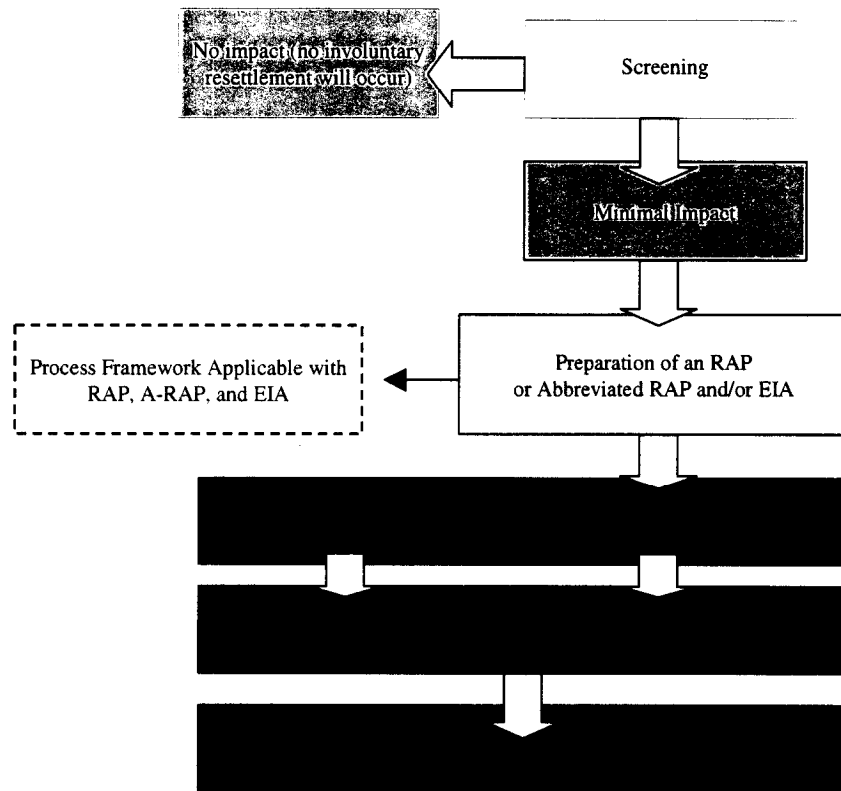 No impact (no involuntary
resettlement will occur)
Screening
Minimal Impact
Process Framework Applicable with
RAP, A-RAP, and EIA
Preparation of an RAP
or Abbreviated RAP and/or EIA